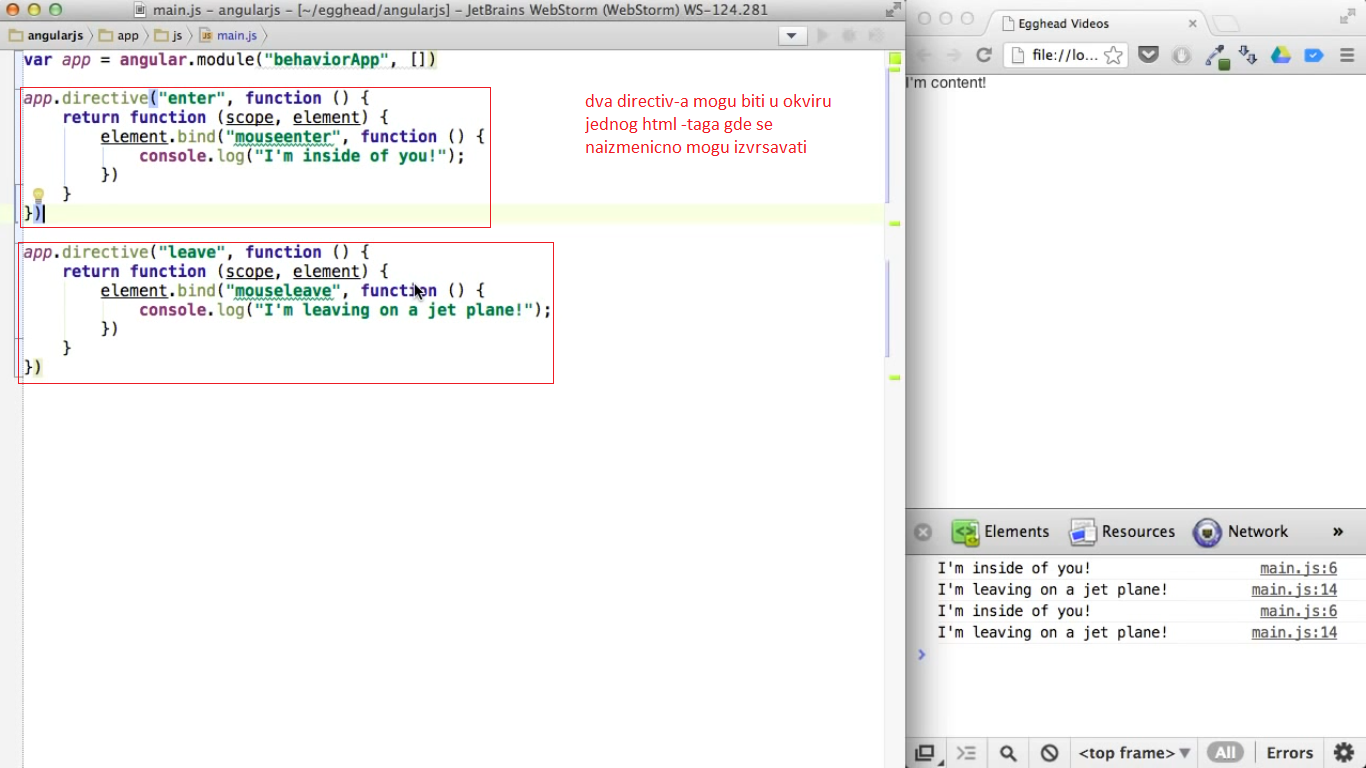 main.js – angularjs – [~/egghead/angularjs] – JetBrains WebStorm (WebStorm) WS-124.281
angularjs app js main.js
var app = angular.module("behaviorApp", [])
app.directive("enter", function () {
return function (scope, element) {
element.bind("mouseenter", function () {
console.log("I'm inside of you!");
})
}
})
app.directive("leave", function () {
return function (scope, element) {
element.bind("mouseleave", function () {
console.log("I'm leaving on a jet plane!");
})
}
})
dva directiv-a mogu biti u okviru
jednog html -taga gde se
naizmenicno mogu izvrsavati
Egghead Videos
file://lo...
I'm content!
Elements Resources Network »
I'm inside of you! main.js:6
I'm leaving on a jet plane! main.js:14
I'm inside of you! main.js:6
I'm leaving on a jet plane! main.js:14
<top frame> All Errors